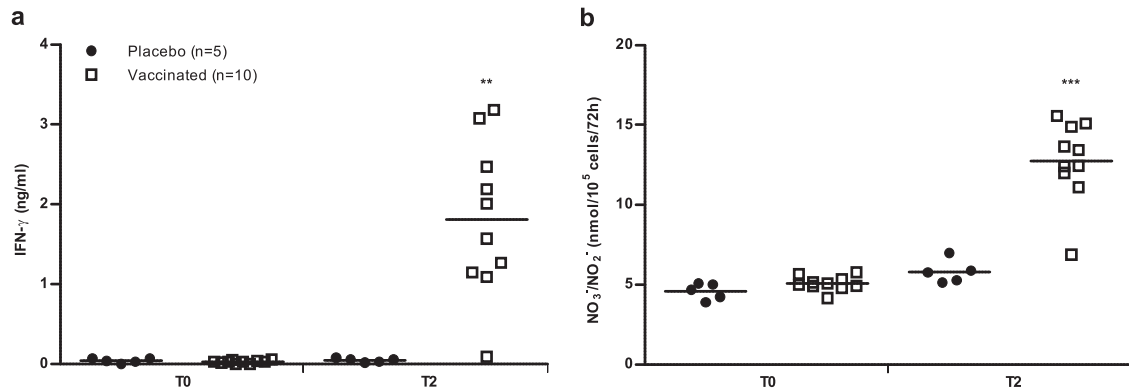 a
IFN-γ (ng/ml)
4
3
2
1
0
Placebo (n=5)
Vaccinated (n=10)
**
T0
T2
b
NO3-/NO2- (nmol/10^5 cells/72h)
20
15
10
5
0
***
T0
T2